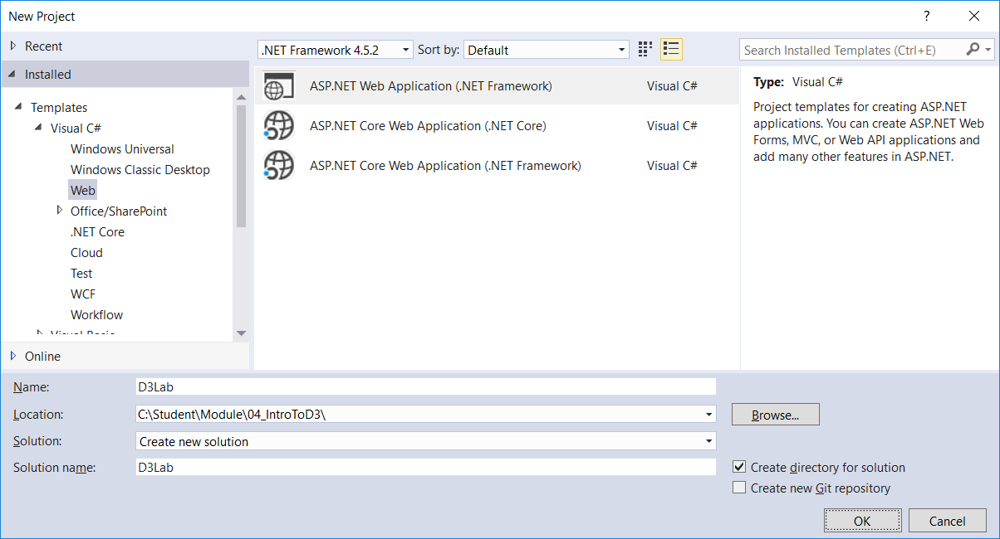 New Project
?
Recent
.NET Framework 4.5.2
Sort by:
Default
Search Installed Templates (Ctrl+E)
Installed
Templates
Visual C#
Windows Universal
Windows Classic Desktop
Web
Office/SharePoint
.NET Core
Cloud
Test
WCF
Workflow
Visual Basic
Online
ASP.NET Web Application (.NET Framework) Visual C#
ASP.NET Core Web Application (.NET Core) Visual C#
ASP.NET Core Web Application (.NET Framework) Visual C#
Type: Visual C#
Project templates for creating ASP.NET
applications. You can create ASP.NET Web
Forms, MVC, or Web API applications and
add many other features in ASP.NET.
Name: D3Lab
Location: C:\Student\Module\04_IntroToD3\
Browse...
Solution: Create new solution
Solution name: D3Lab
Create directory for solution
Create new Git repository
OK
Cancel